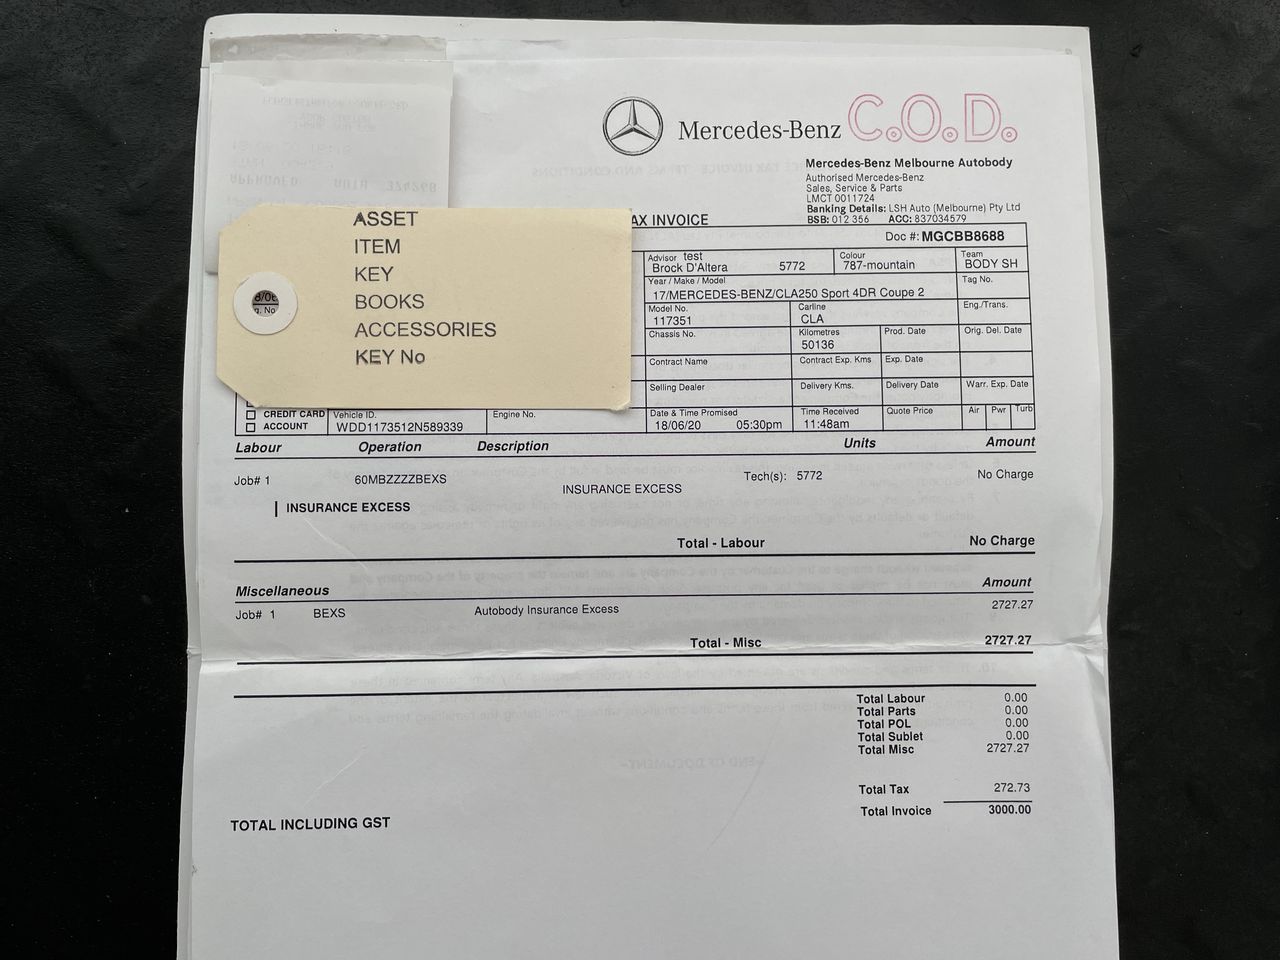 Mercedes-Benz
C.O.D.
Mercedes-Benz Melbourne Autobody
Authorised Mercedes-Benz
Sales, Service & Parts
LMCT 0011724
Banking Details: LSH Auto (Melbourne) Pty Ltd
BSB: 012 356 ACC: 837034579
APPROVED AUTH 374268
AX INVOICE
Doc #: MGCBB8688
ASSET
ITEM
KEY
BOOKS
ACCESSORIES
KEY No
Advisor test
Brock D'Altera 5772
Colour
787-mountain
Team
BODY SH
Year / Make / Model
17/MERCEDES-BENZ/CLA250 Sport 4DR Coupe 2
Tag No.
Model No.
117351
Carline
CLA
Eng./Trans.
Chassis No.
Kilometres
50136
Prod. Date
Orig. Del. Date
Contract Name
Contract Exp. Kms
Exp. Date
Selling Dealer
Delivery Kms.
Delivery Date
Warr. Exp. Date
CREDIT CARD
ACCOUNT
Vehicle ID.
WDD1173512N589339
Engine No.
Date & Time Promised
18/06/20 05:30pm
Time Received
11:48am
Quote Price
Air Pwr Turb
Labour Operation Description Units Amount
Job# 1 60MBZZZZBEXS INSURANCE EXCESS Tech(s): 5772 No Charge
INSURANCE EXCESS
Total - Labour No Charge
Miscellaneous Amount
Job# 1 BEXS Autobody Insurance Excess 2727.27
Total - Misc 2727.27
Total Labour 0.00
Total Parts 0.00
Total POL 0.00
Total Sublet 0.00
Total Misc 2727.27
Total Tax 272.73
Total Invoice 3000.00
TOTAL INCLUDING GST